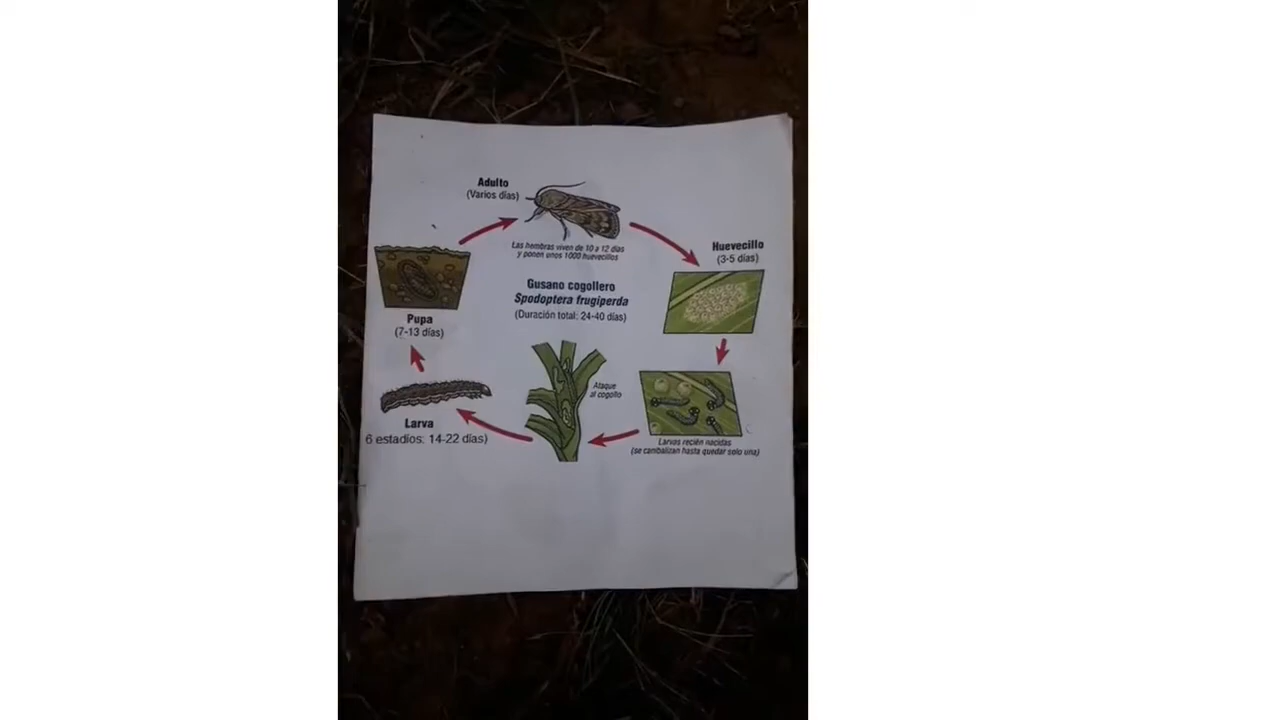 Adulto
(Varios días)
Las hembras viven de 10 a 12 días
y ponen unos 1000 huevecillos
Huevecillo
(3-5 días)
Gusano cogollero
Spodoptera frugiperda
(Duración total: 24-40 días)
Pupa
(7-13 días)
Ataque
al cogollo
Larva
6 estadíos: 14-22 días)
Larvas recién nacidas
(se canibalizan hasta quedar solo una)